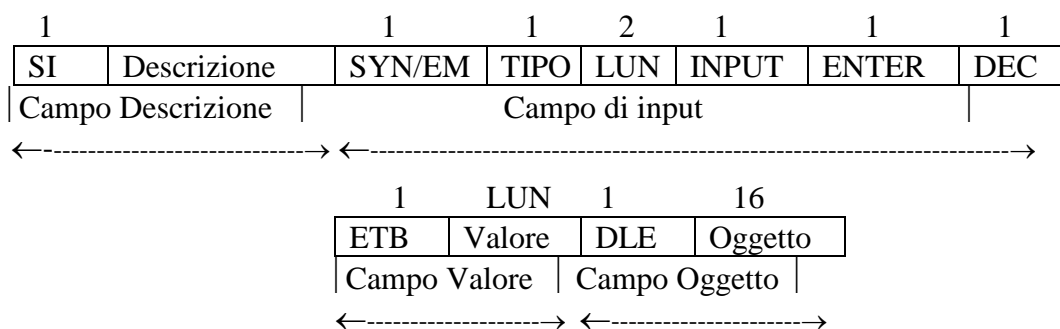 1 1 1 2 1 1 1
SI Descrizione SYN/EM TIPO LUN INPUT ENTER DEC
Campo Descrizione Campo di input
1 LUN 1 16
ETB Valore DLE Oggetto
Campo Valore Campo Oggetto